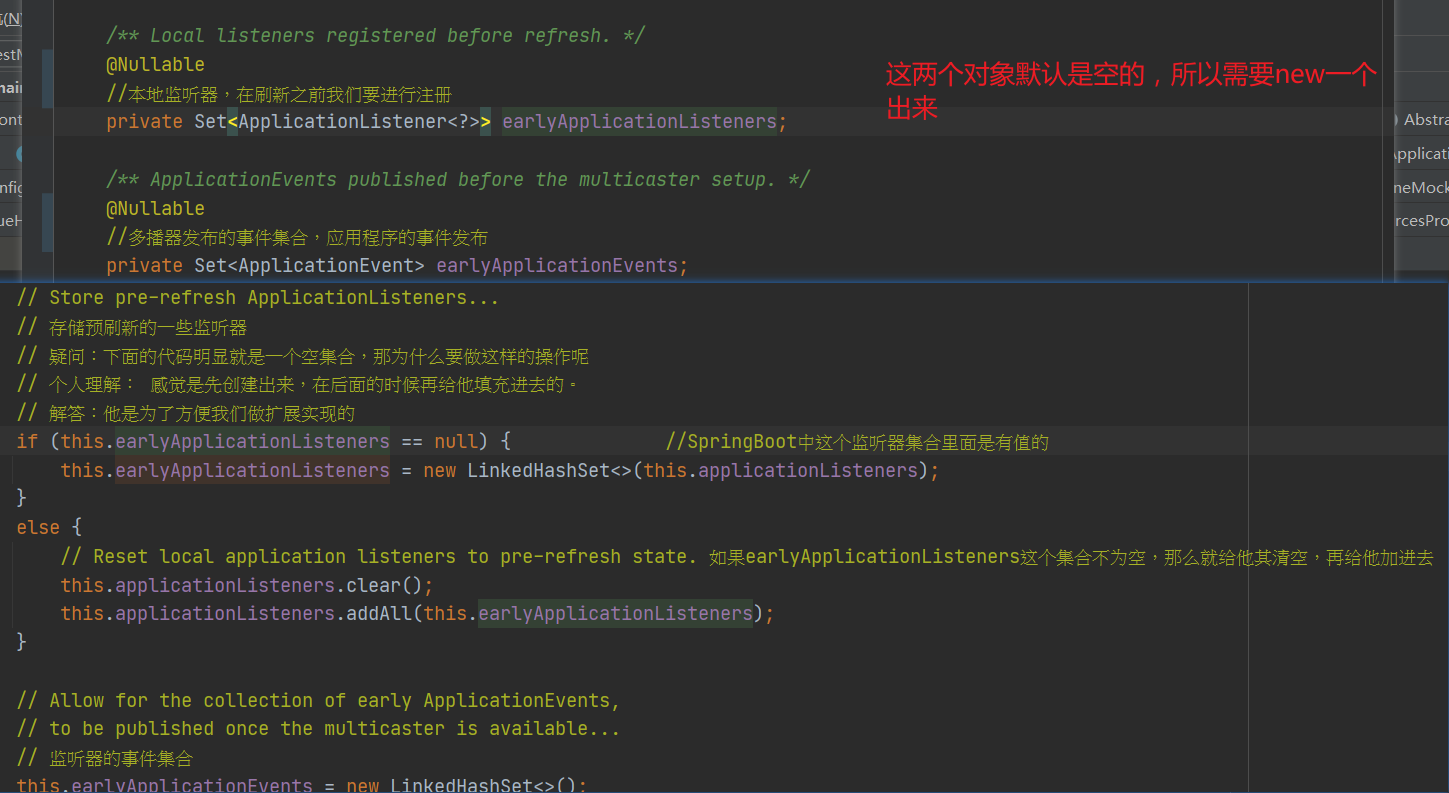 (N)
/** Local listeners registered before refresh. */
@Nullable
//本地监听器，在刷新之前我们要进行注册
private Set<ApplicationListener<?>> earlyApplicationListeners;
这两个对象默认是空的，所以需要new一个
出来
/** ApplicationEvents published before the multicaster setup. */
@Nullable
//多播器发布的事件集合，应用程序的事件发布
private Set<ApplicationEvent> earlyApplicationEvents;
estM
hain
ont
nfig
ueH
) Abstra
Applicati
neMock
rcesPro
// Store pre-refresh ApplicationListeners...
// 存储预刷新的一些监听器
// 疑问：下面的代码明显就是一个空集合，那为什么要做这样的操作呢
// 个人理解： 感觉是先创建出来，在后面的时候再给他填充进去的。
// 解答：他是为了方便我们做扩展实现的
if (this.earlyApplicationListeners == null) { //SpringBoot中这个监听器集合里面是有值的
this.earlyApplicationListeners = new LinkedHashSet<>(this.applicationListeners);
}
else {
// Reset local application listeners to pre-refresh state. 如果earlyApplicationListeners这个集合不为空，那么就给他其清空，再给他加进去
this.applicationListeners.clear();
this.applicationListeners.addAll(this.earlyApplicationListeners);
}
// Allow for the collection of early ApplicationEvents,
// to be published once the multicaster is available...
// 监听器的事件集合
this.earlyApplicationEvents = new LinkedHashSet<>();